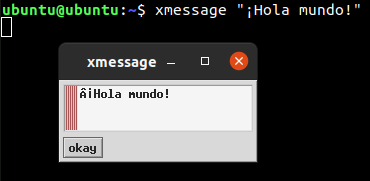 ubuntu@ubuntu:~$ xmessage "¡Hola mundo!"
xmessage
Â¡Hola mundo!
okay